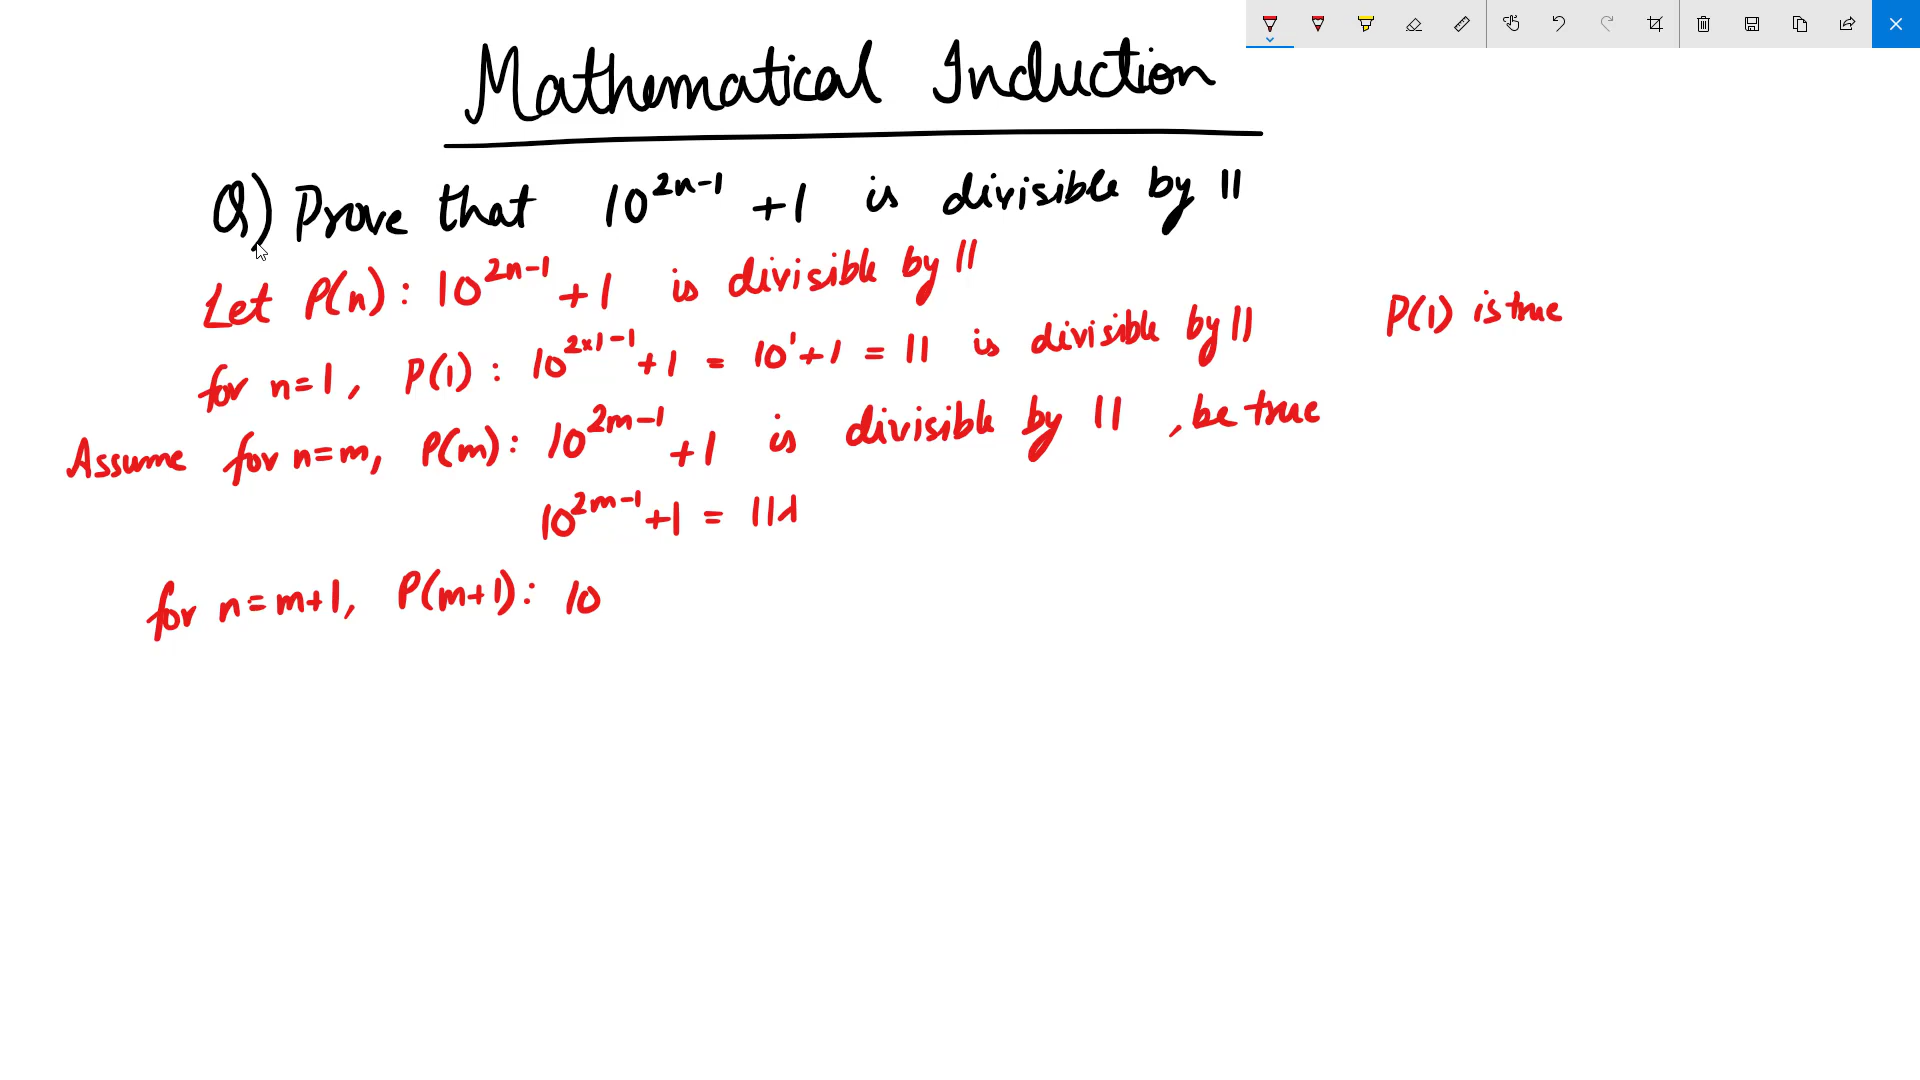 Mathematical Induction
Q) Prove that 10^{2n-1} +1 is divisible by 11
Let P(n): 10^{2n-1} +1 is divisible by 11
for n=1, P(1): 10^{2×1-1} +1 = 10^1+1 = 11 is divisible by 11 P(1) is true
Assume for n=m, P(m): 10^{2m-1} +1 is divisible by 11 , be true
10^{2m-1} +1 = 11λ
for n=m+1, P(m+1): 10